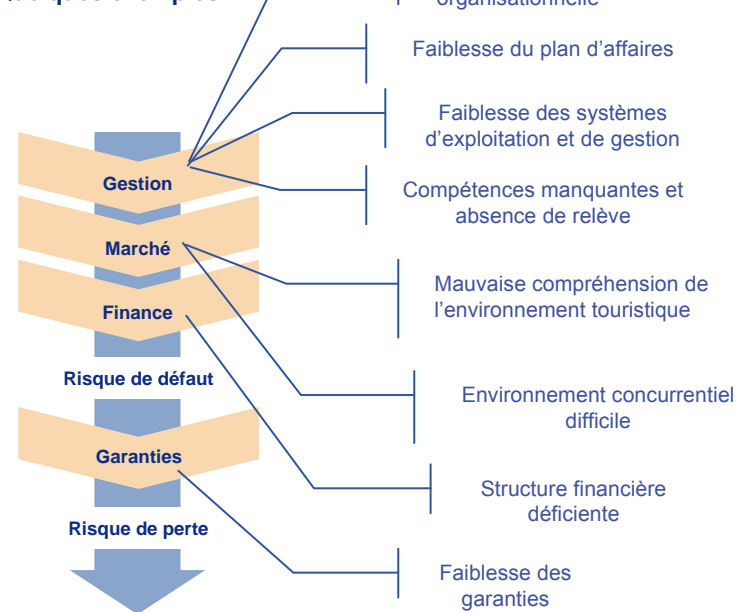 organisationnelle
Faiblesse du plan d'affaires
Faiblesse des systèmes
d'exploitation et de gestion
Gestion
Compétences manquantes et
absence de relève
Marché
Mauvaise compréhension de
l'environnement touristique
Finance
Risque de défaut
Environnement concurrentiel
difficile
Garanties
Structure financière
déficiente
Risque de perte
Faiblesse des
garanties